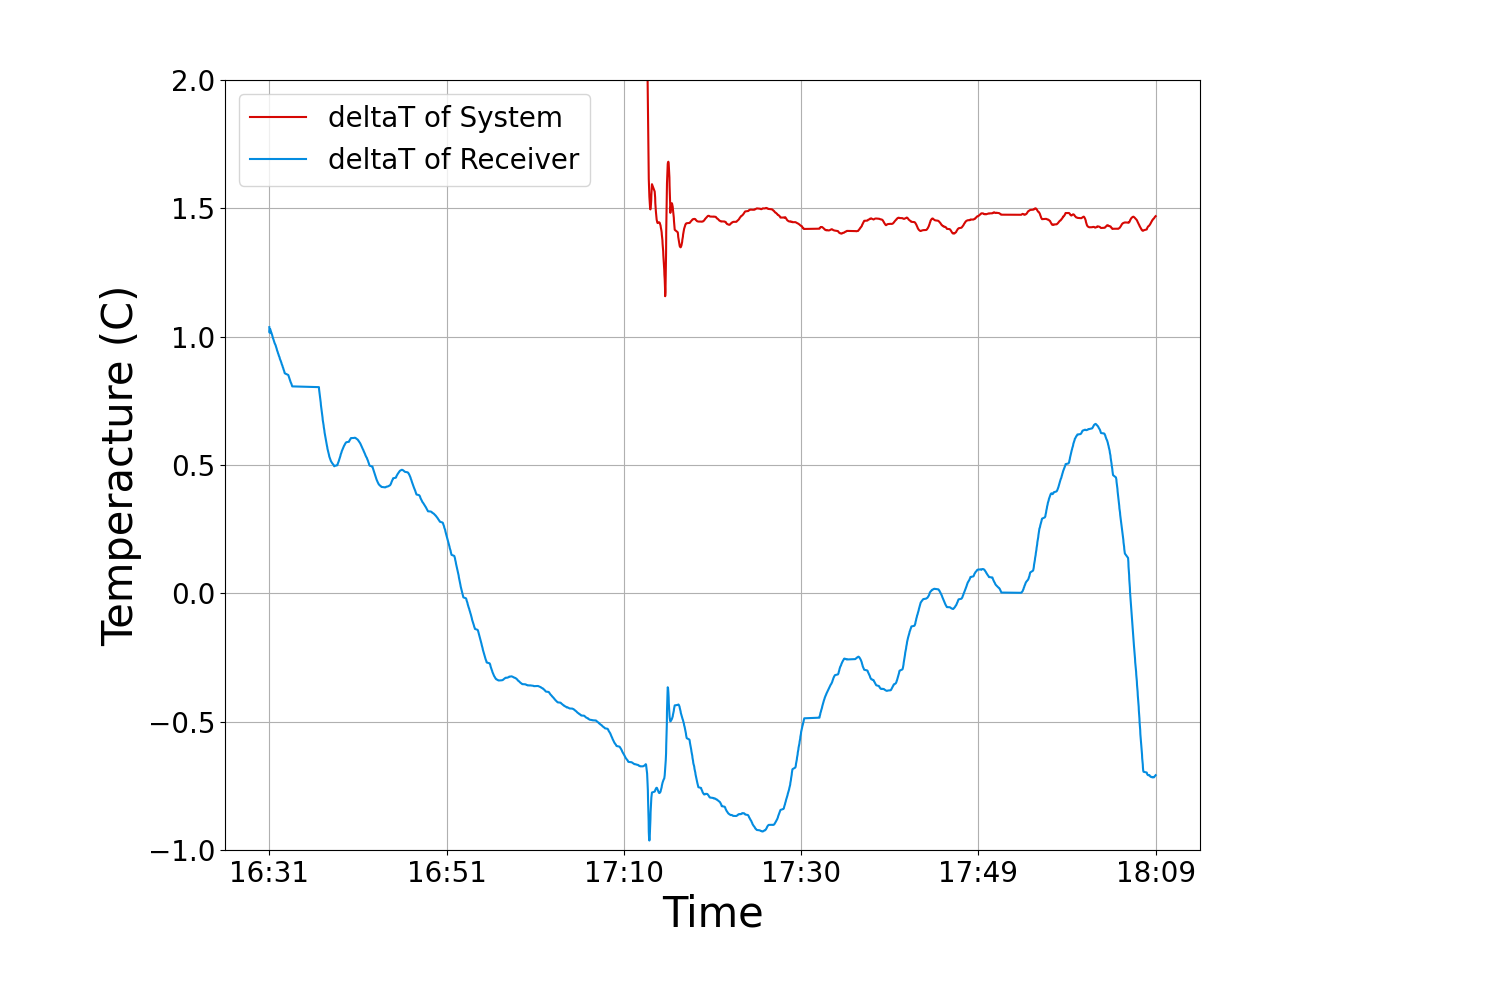 2.0
1.5
1.0
0.5
0.0
−0.5
−1.0
Temperacture (C)
deltaT of System
deltaT of Receiver
16:31 16:51 17:10 17:30 17:49 18:09
Time